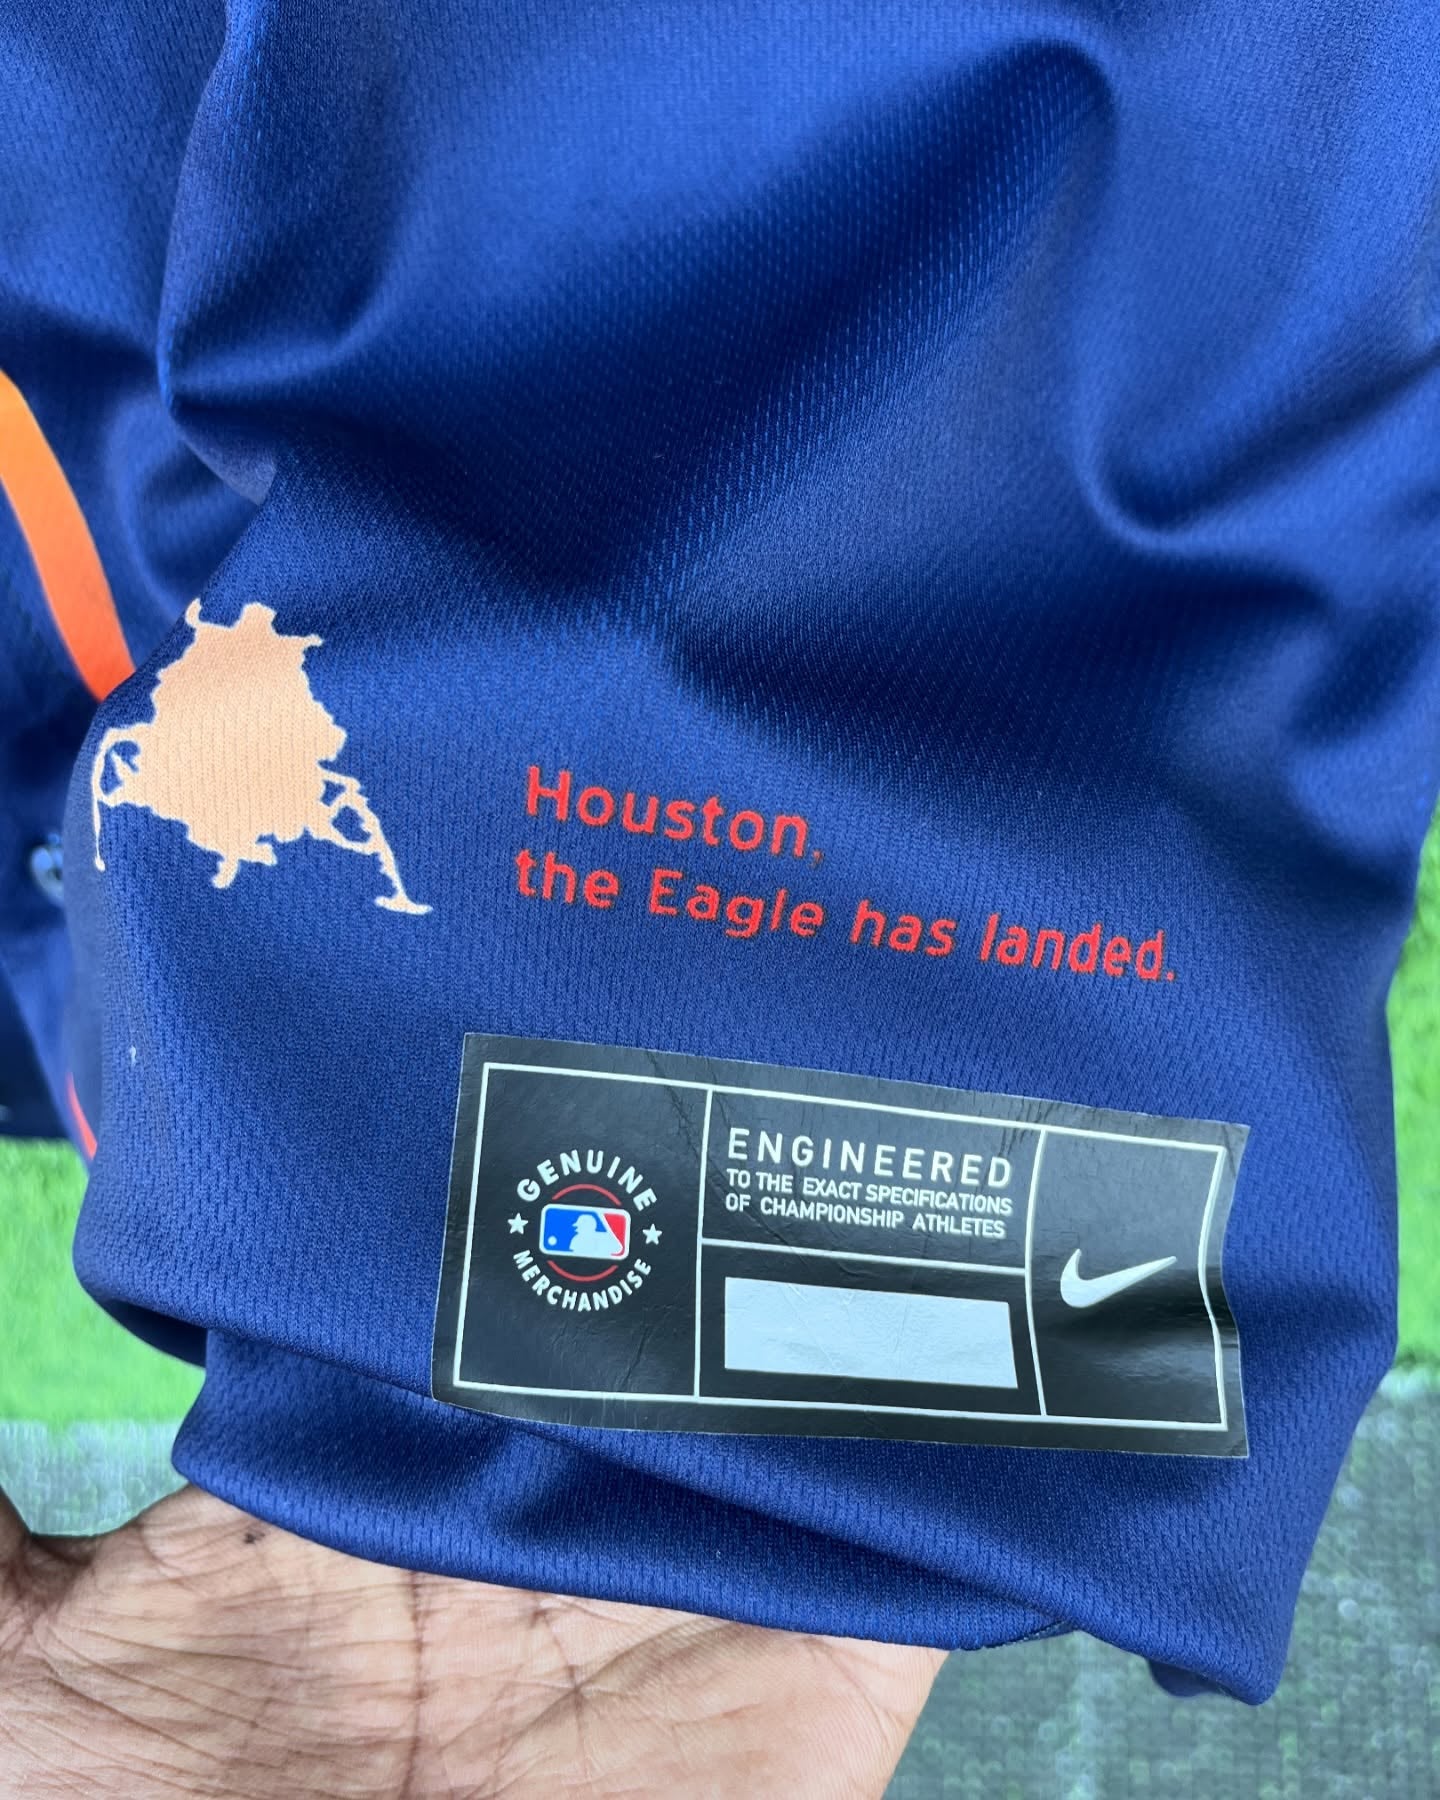 Houston,
the Eagle has landed.
GENUINE
MERCHANDISE
ENGINEERED
TO THE EXACT SPECIFICATIONS
OF CHAMPIONSHIP ATHLETES